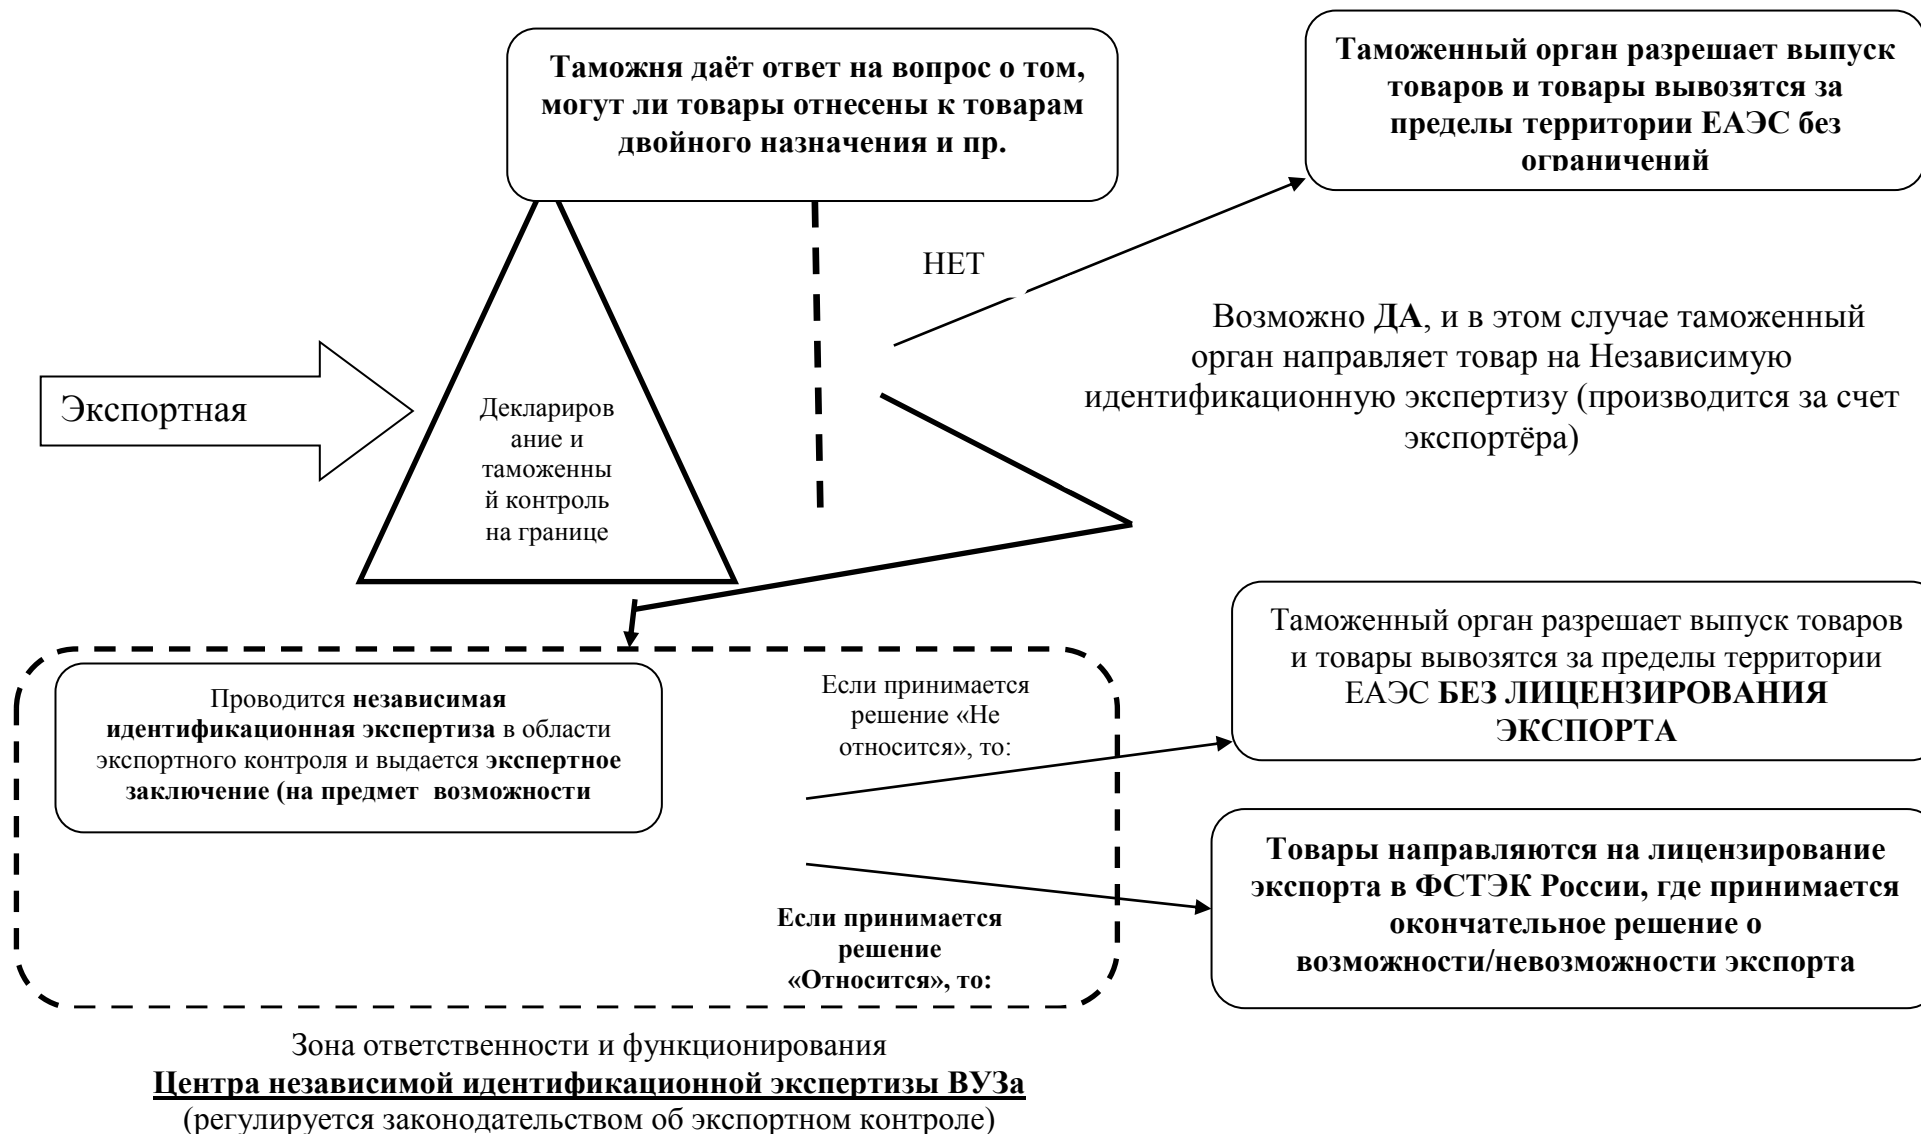 Таможня даёт ответ на вопрос о том,
могут ли товары отнесены к товарам
двойного назначения и пр.
Таможенный орган разрешает выпуск
товаров и товары вывозятся за
пределы территории ЕАЭС без
ограничений
НЕТ
Возможно ДА, и в этом случае таможенный
орган направляет товар на Независимую
идентификационную экспертизу (производится за счет
экспортёра)
Экспортная
Деклариров
ание и
таможенны
й контроль
на границе
Проводится независимая
идентификационная экспертиза в области
экспортного контроля и выдается экспертное
заключение (на предмет возможности
Если принимается
решение «Не
относится», то:
Таможенный орган разрешает выпуск товаров
и товары вывозятся за пределы территории
ЕАЭС БЕЗ ЛИЦЕНЗИРОВАНИЯ
ЭКСПОРТА
Если принимается
решение
«Относится», то:
Товары направляются на лицензирование
экспорта в ФСТЭК России, где принимается
окончательное решение о
возможности/невозможности экспорта
Зона ответственности и функционирования
Центра независимой идентификационной экспертизы ВУЗа
(регулируется законодательством об экспортном контроле)